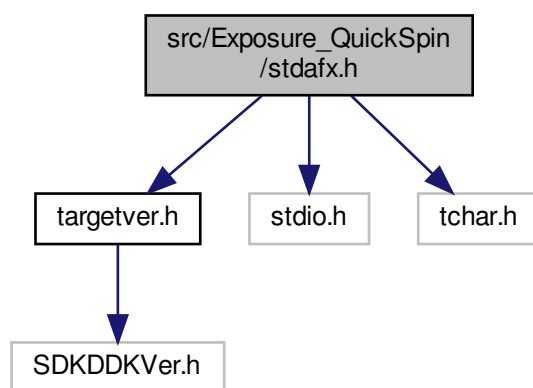 src/Exposure_QuickSpin
/stdafx.h
targetver.h
stdio.h
tchar.h
SDKDDKVer.h